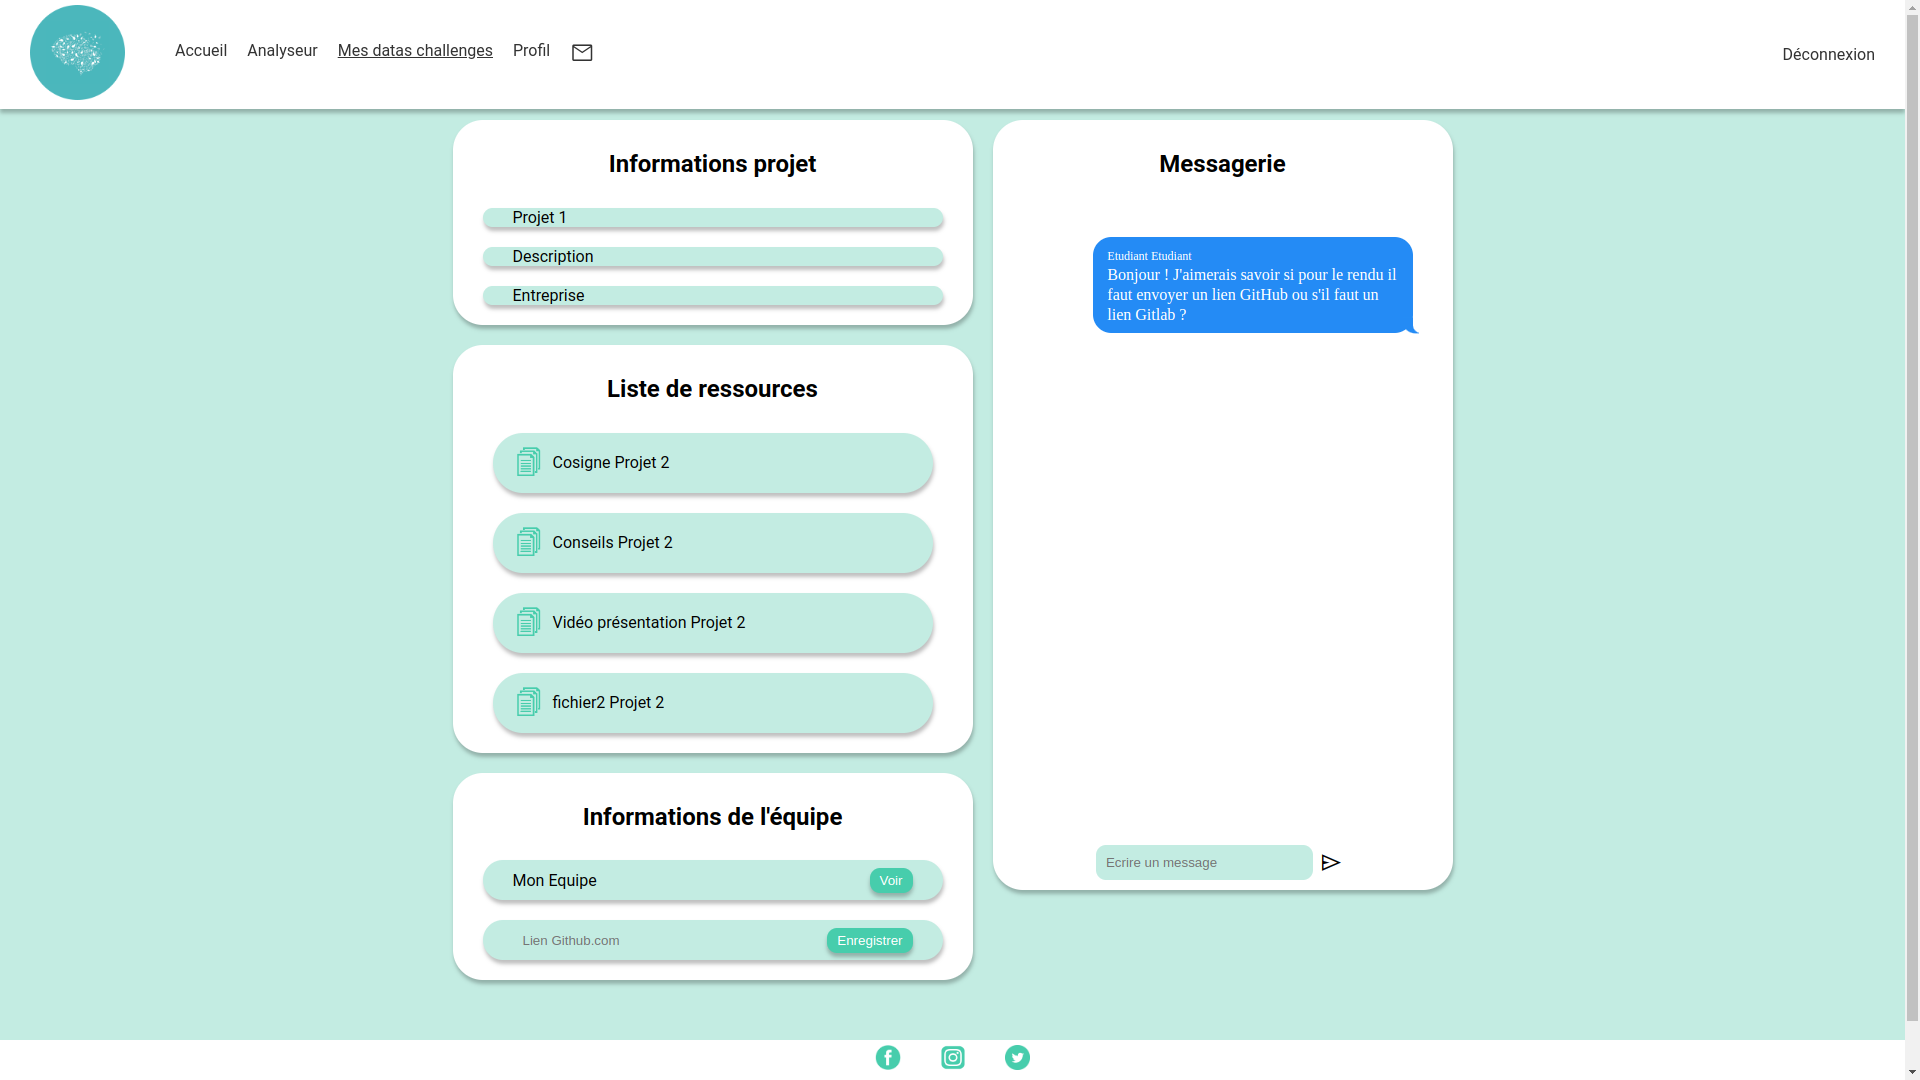 Accueil Analyseur Mes datas challenges Profil Déconnexion
Informations projet
Projet 1
Description
Entreprise
Liste de ressources
Cosigne Projet 2
Conseils Projet 2
Vidéo présentation Projet 2
fichier2 Projet 2
Informations de l'équipe
Mon Equipe Voir
Lien Github.com Enregistrer
Messagerie
Etudiant Etudiant
Bonjour ! J'aimerais savoir si pour le rendu il
faut envoyer un lien GitHub ou s'il faut un
lien Gitlab ?
Ecrire un message